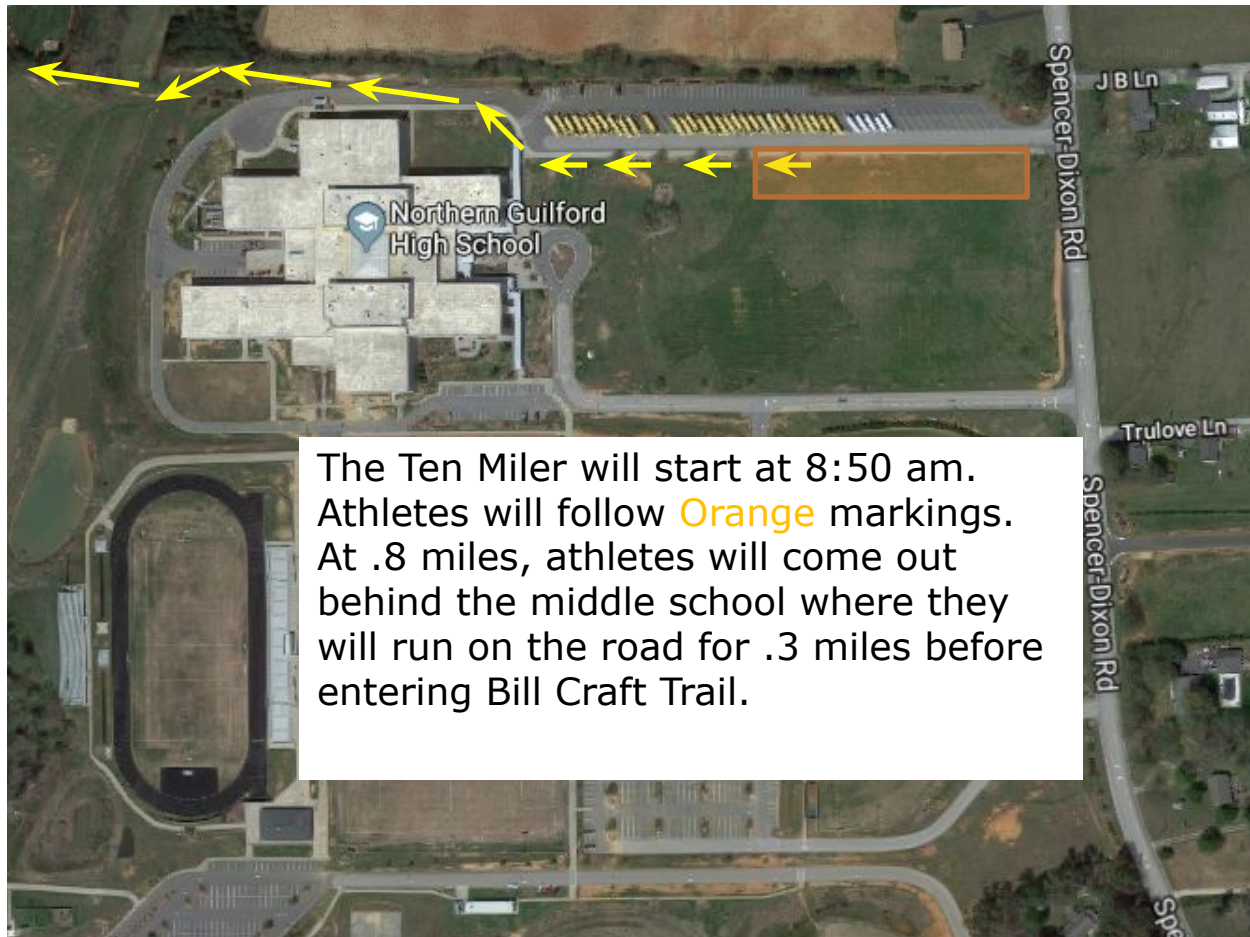 J B Ln
Spencer-Dixon Rd
Northern Guilford
High School
Trulove Ln
The Ten Miler will start at 8:50 am.
Athletes will follow Orange markings.
At .8 miles, athletes will come out
behind the middle school where they
will run on the road for .3 miles before
entering Bill Craft Trail.
Spencer-Dixon Rd
Spe